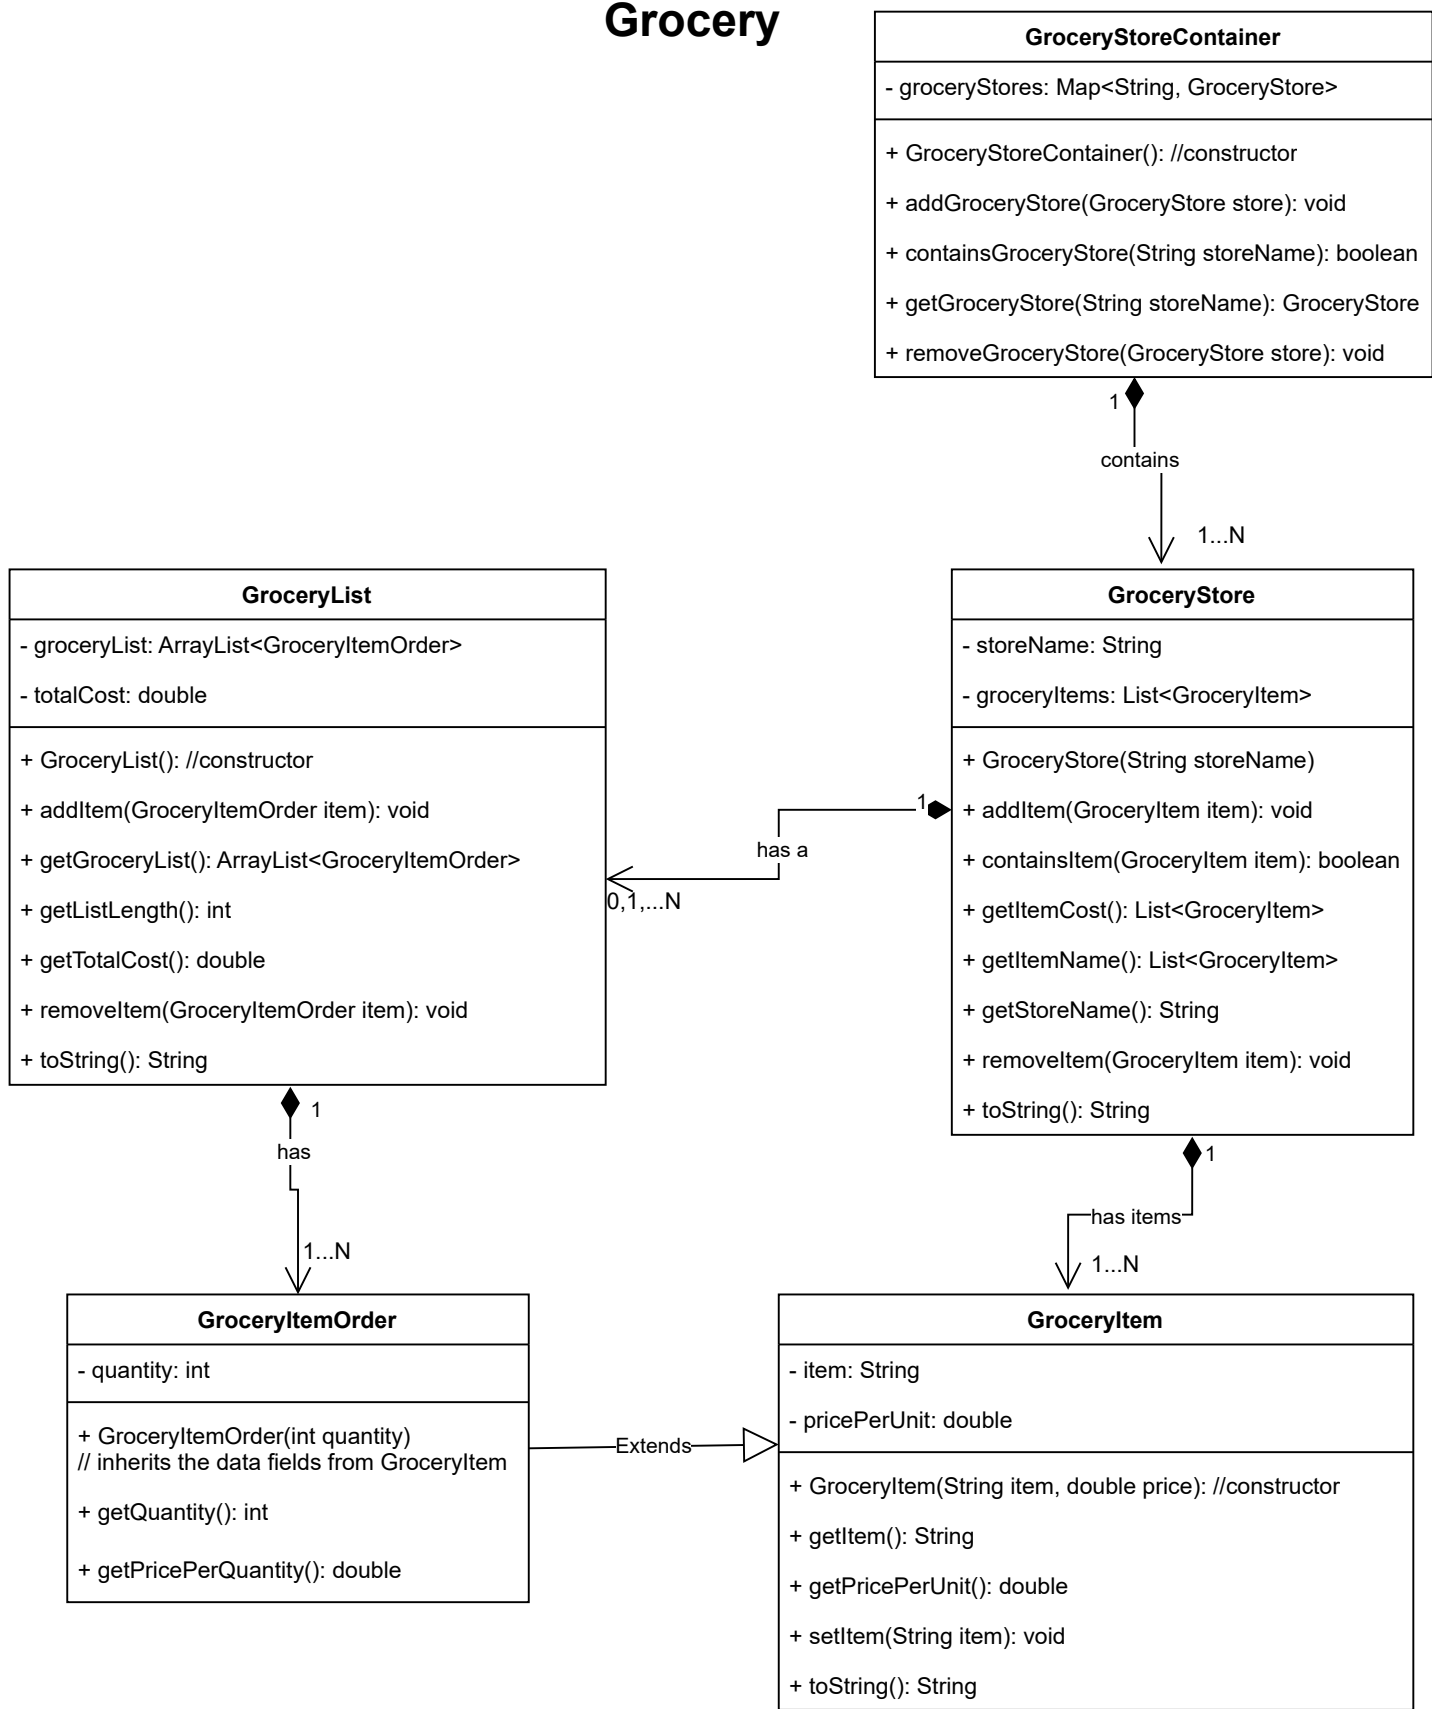 Grocery
GroceryStoreContainer
- groceryStores: Map<String, GroceryStore>
+ GroceryStoreContainer(): //constructor
+ addGroceryStore(GroceryStore store): void
+ containsGroceryStore(String storeName): boolean
+ getGroceryStore(String storeName): GroceryStore
+ removeGroceryStore(GroceryStore store): void
1
contains
1...N
GroceryList
- groceryList: ArrayList<GroceryItemOrder>
- totalCost: double
+ GroceryList(): //constructor
+ addItem(GroceryItemOrder item): void
+ getGroceryList(): ArrayList<GroceryItemOrder>
+ getListLength(): int
+ getTotalCost(): double
+ removeItem(GroceryItemOrder item): void
+ toString(): String
GroceryStore
- storeName: String
- groceryItems: List<GroceryItem>
+ GroceryStore(String storeName)
+ addItem(GroceryItem item): void
+ containsItem(GroceryItem item): boolean
+ getItemCost(): List<GroceryItem>
+ getItemName(): List<GroceryItem>
+ getStoreName(): String
+ removeItem(GroceryItem item): void
+ toString(): String
1
has a
0,1,...N
1
has
1...N
1
has items
1...N
GroceryItemOrder
- quantity: int
+ GroceryItemOrder(int quantity)
// inherits the data fields from GroceryItem
+ getQuantity(): int
+ getPricePerQuantity(): double
Extends
GroceryItem
- item: String
- pricePerUnit: double
+ GroceryItem(String item, double price): //constructor
+ getItem(): String
+ getPricePerUnit(): double
+ setItem(String item): void
+ toString(): String